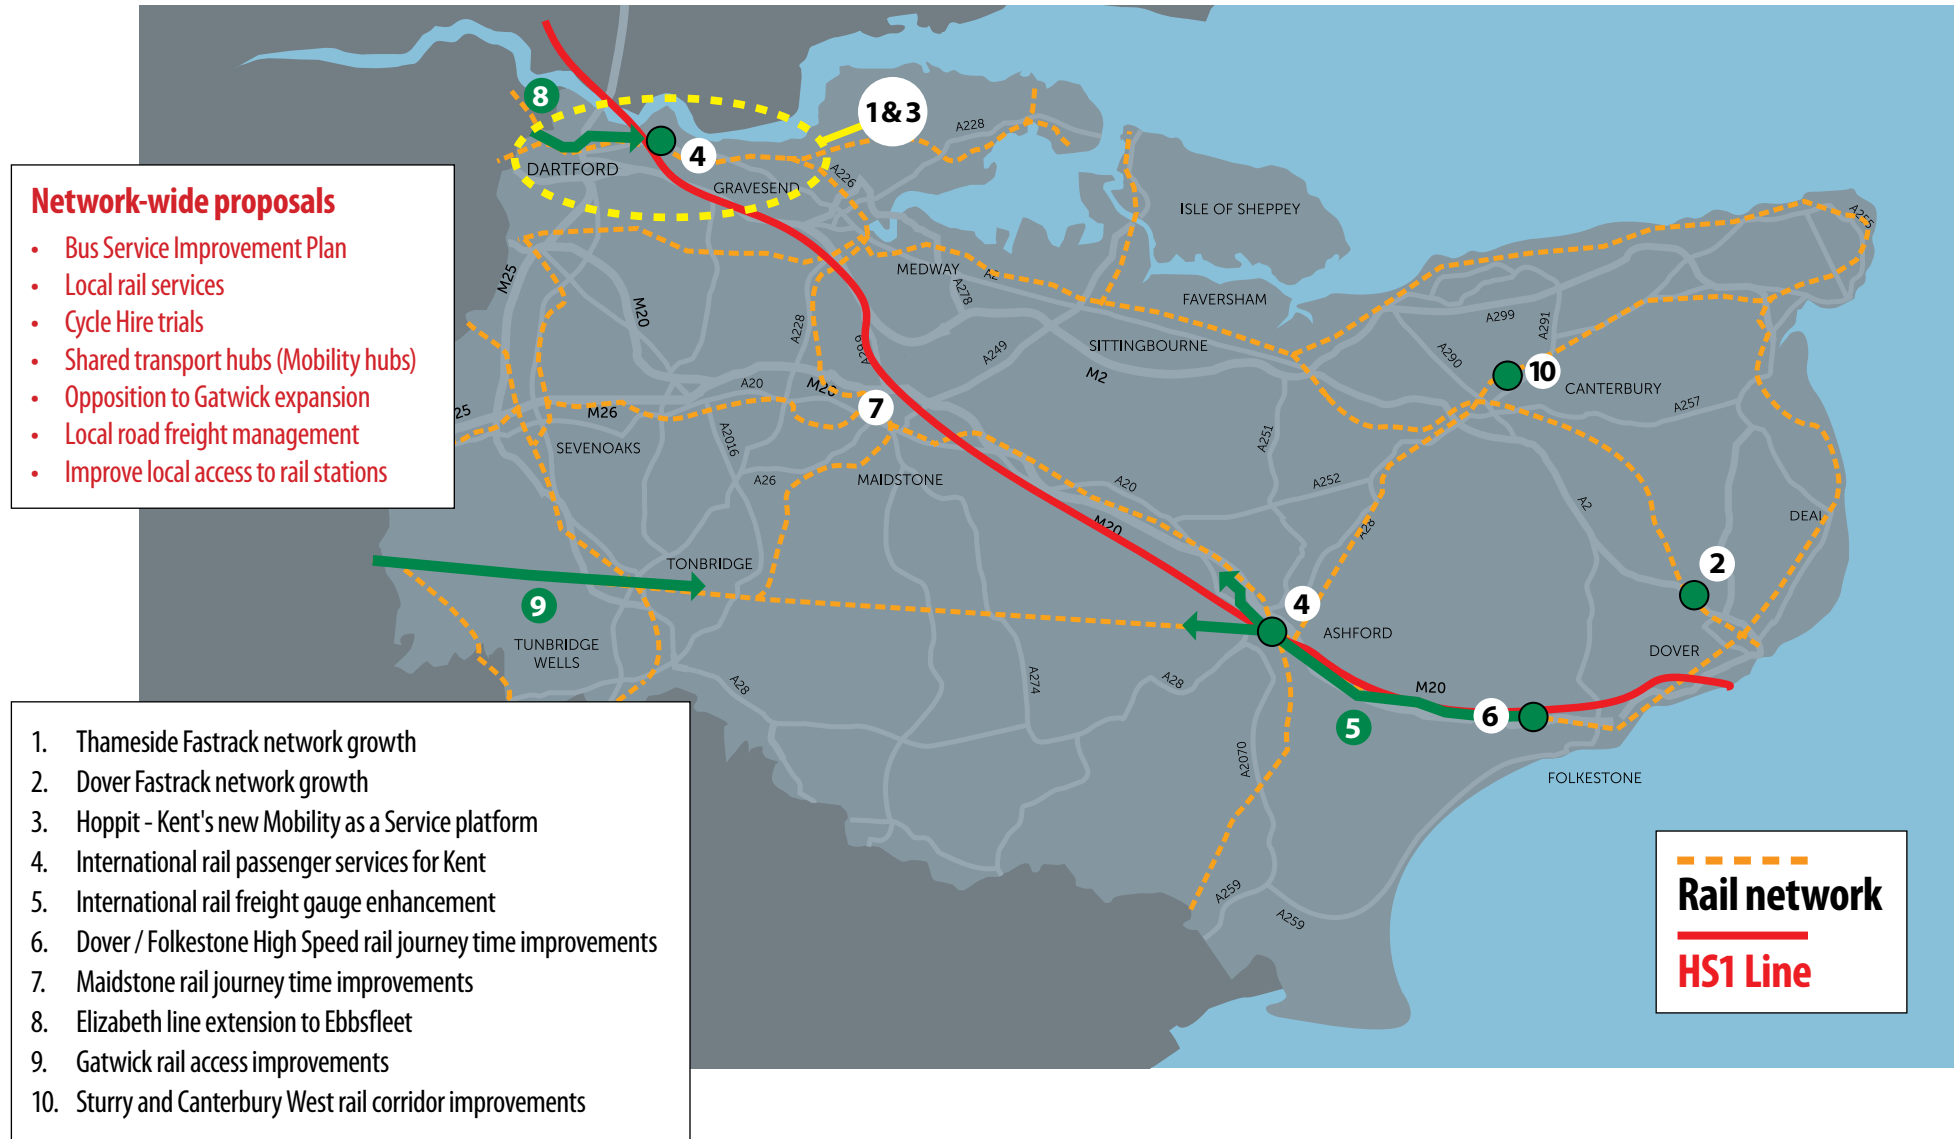 8
1 & 3
A228
4
DARTFORD
GRAVESEND
A226
ISLE OF SHEPPEY
A255
Network-wide proposals
• Bus Service Improvement Plan
• Local rail services
• Cycle Hire trials
• Shared transport hubs (Mobility hubs)
• Opposition to Gatwick expansion
• Local road freight management
• Improve local access to rail stations
M25
MEDWAY
A2
A278
FAVERSHAM
M20
A228
A299
A291
A249
SITTINGBOURNE
A290
M2
10
CANTERBURY
A20
M20
7
A257
25
M26
SEVENOAKS
A2016
A251
A26
MAIDSTONE
A20
A252
A2
M20
A28
DEAL
TONBRIDGE
2
9
4
ASHFORD
TUNBRIDGE
WELLS
DOVER
A28
A274
A28
M20
6
5
A2070
FOLKESTONE
A259
A259
1. Thameside Fastrack network growth
2. Dover Fastrack network growth
3. Hoppit - Kent's new Mobility as a Service platform
4. International rail passenger services for Kent
5. International rail freight gauge enhancement
6. Dover / Folkestone High Speed rail journey time improvements
7. Maidstone rail journey time improvements
8. Elizabeth line extension to Ebbsfleet
9. Gatwick rail access improvements
10. Sturry and Canterbury West rail corridor improvements
Rail network
HS1 Line